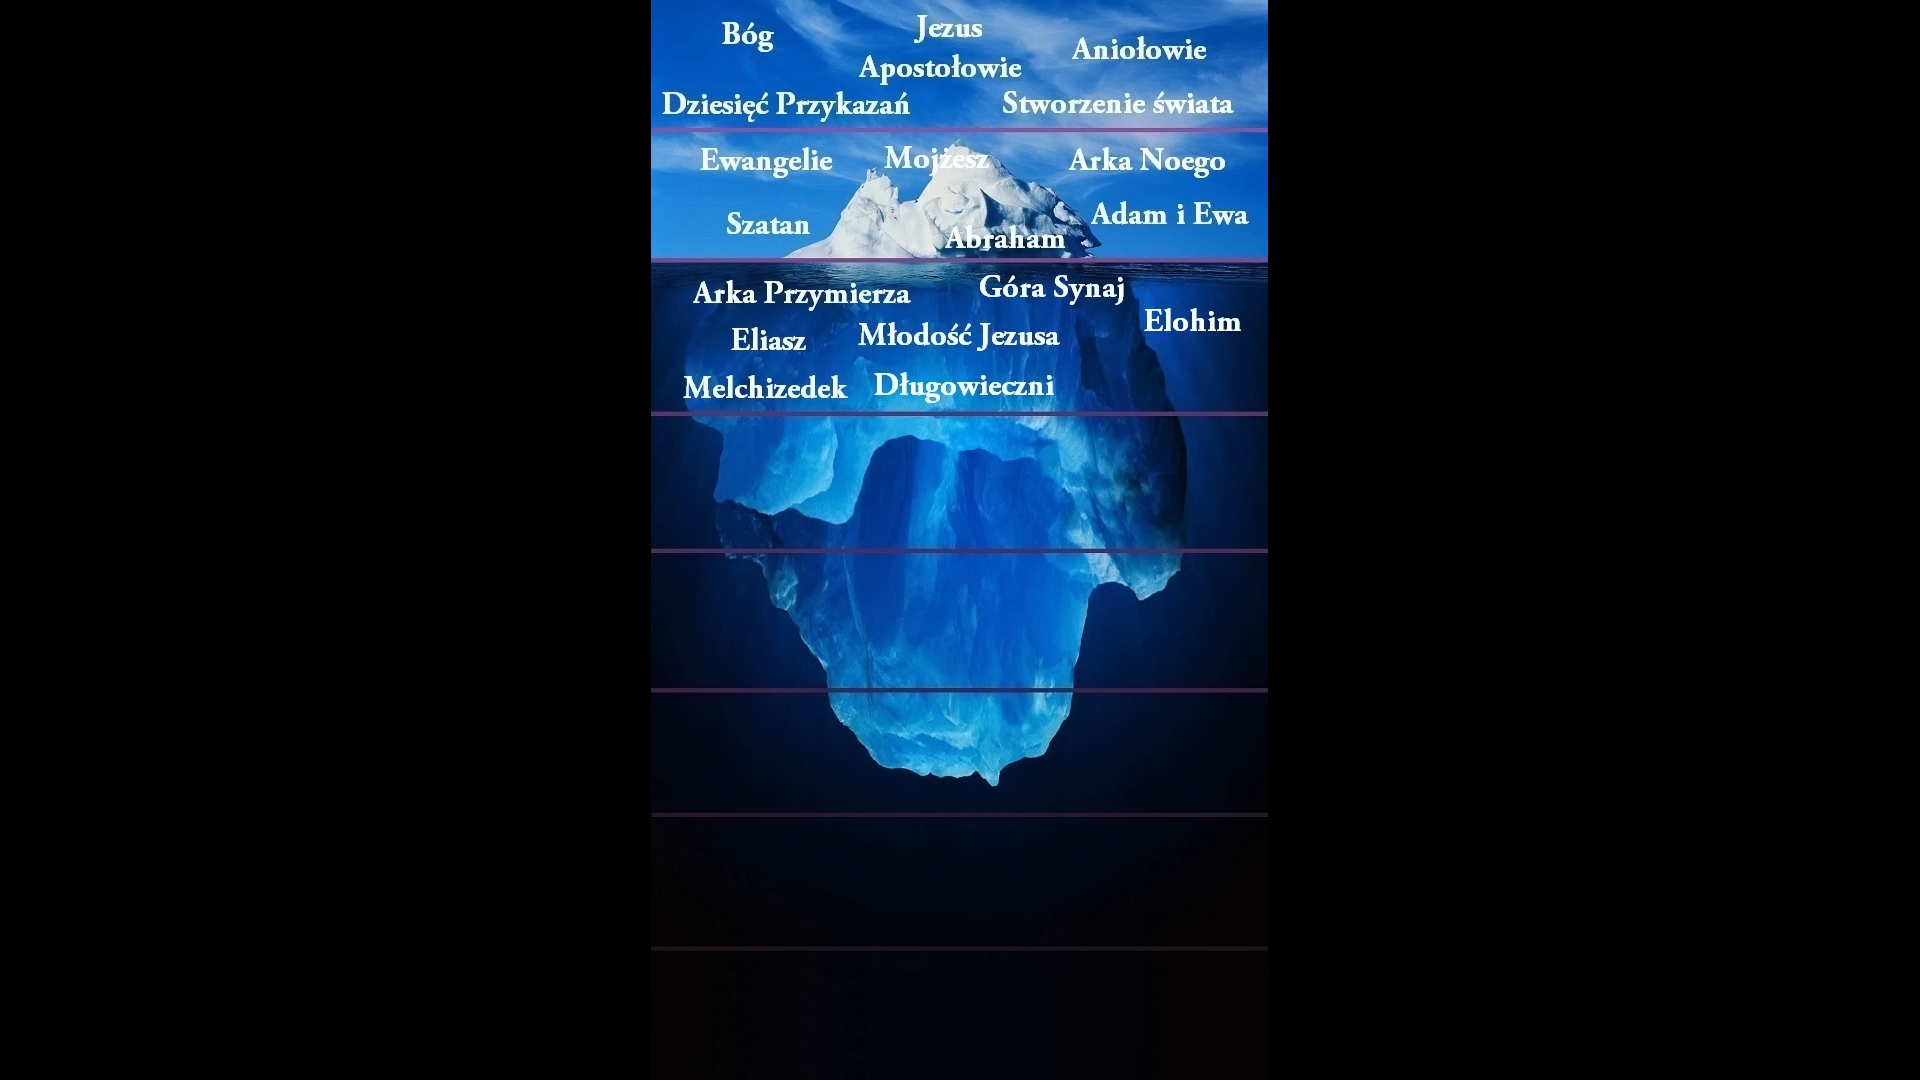 Bóg
Jezus
Aniołowie
Apostołowie
Dziesięć Przykazań
Stworzenie świata
Ewangelie
Mojżesz
Arka Noego
Szatan
Adam i Ewa
Abraham
Arka Przymierza
Góra Synaj
Elohim
Eliasz
Młodość Jezusa
Melchizedek
Długowieczni